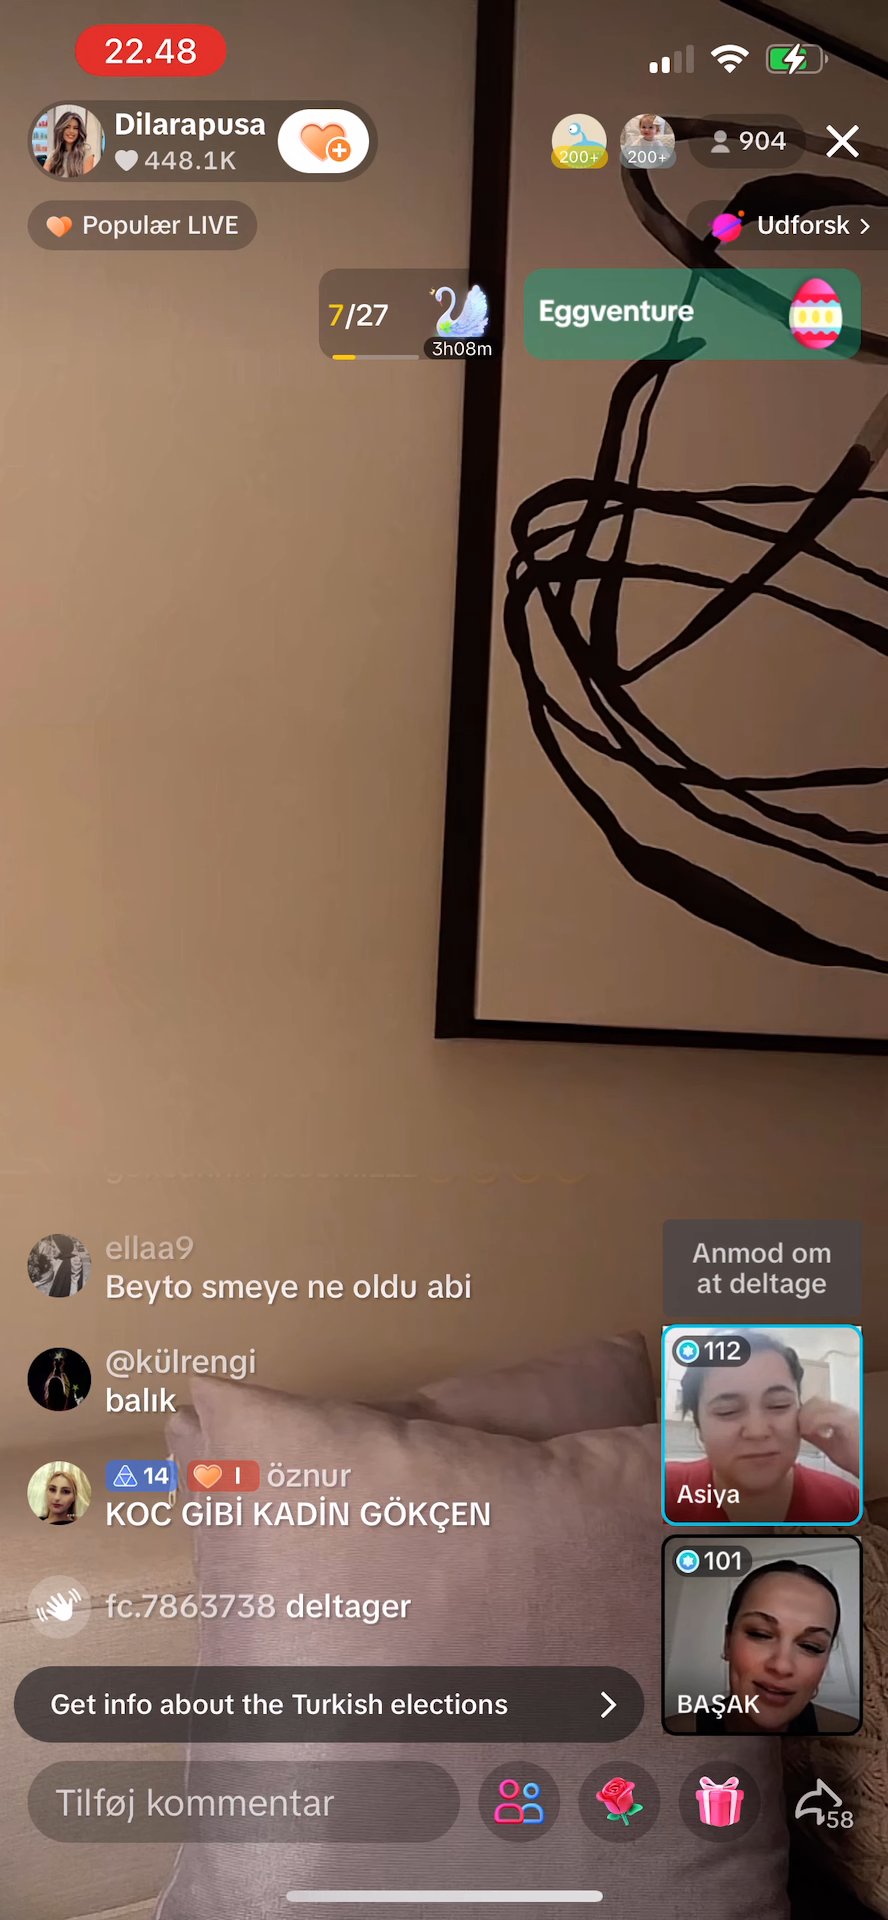 22.48
Dilarapusa
448.1K
200+
200+
904
Populær LIVE
Udforsk >
7/27
3h08m
Eggventure
ellaa9
Beyto smeye ne oldu abi
Anmod om
at deltage
@külrengi
balık
112
Asiya
14
I
öznur
KOC GİBİ KADİN GÖKÇEN
101
BAŞAK
fc.7863738 deltager
Get info about the Turkish elections
Tilføj kommentar
58